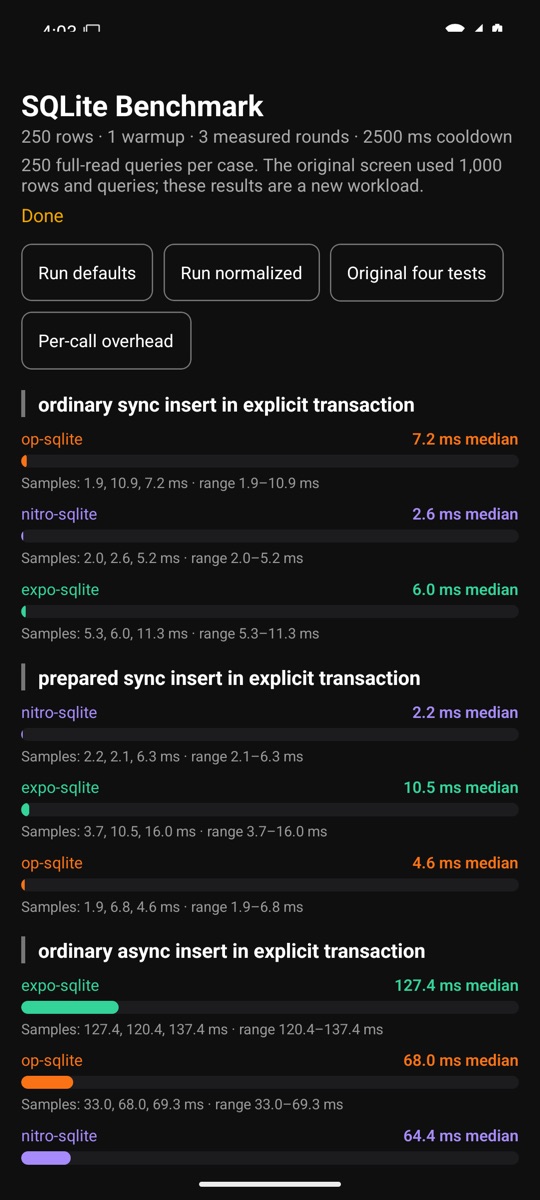 4:03
SQLite Benchmark
250 rows · 1 warmup · 3 measured rounds · 2500 ms cooldown
250 full-read queries per case. The original screen used 1,000
rows and queries; these results are a new workload.
Done
Run defaults
Run normalized
Original four tests
Per-call overhead
ordinary sync insert in explicit transaction
op-sqlite 7.2 ms median
Samples: 1.9, 10.9, 7.2 ms · range 1.9–10.9 ms
nitro-sqlite 2.6 ms median
Samples: 2.0, 2.6, 5.2 ms · range 2.0–5.2 ms
expo-sqlite 6.0 ms median
Samples: 5.3, 6.0, 11.3 ms · range 5.3–11.3 ms
prepared sync insert in explicit transaction
nitro-sqlite 2.2 ms median
Samples: 2.2, 2.1, 6.3 ms · range 2.1–6.3 ms
expo-sqlite 10.5 ms median
Samples: 3.7, 10.5, 16.0 ms · range 3.7–16.0 ms
op-sqlite 4.6 ms median
Samples: 1.9, 6.8, 4.6 ms · range 1.9–6.8 ms
ordinary async insert in explicit transaction
expo-sqlite 127.4 ms median
Samples: 127.4, 120.4, 137.4 ms · range 120.4–137.4 ms
op-sqlite 68.0 ms median
Samples: 33.0, 68.0, 69.3 ms · range 33.0–69.3 ms
nitro-sqlite 64.4 ms median